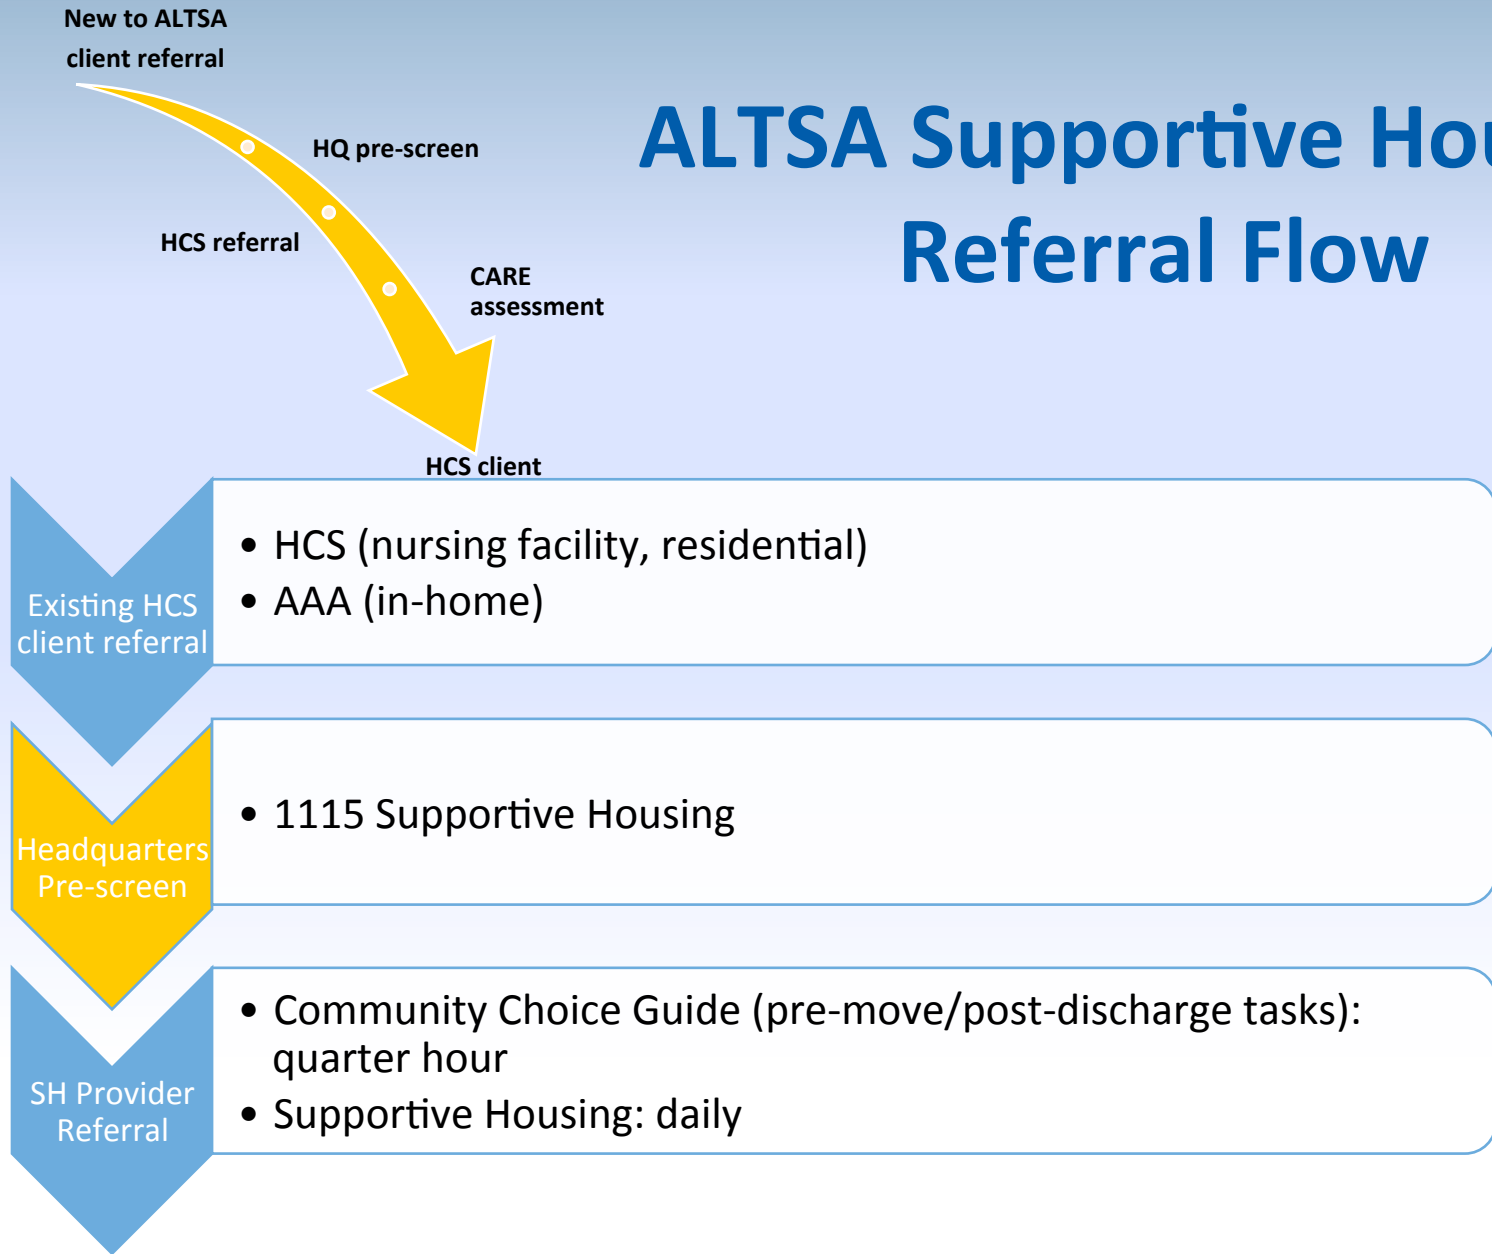 New to ALTSA
client referral
HQ pre-screen
HCS referral
CARE
assessment
HCS client
ALTSA Supportive Hou
Referral Flow
Existing HCS
client referral
• HCS (nursing facility, residential)
• AAA (in-home)
Headquarters
Pre-screen
• 1115 Supportive Housing
SH Provider
Referral
• Community Choice Guide (pre-move/post-discharge tasks):
quarter hour
• Supportive Housing: daily